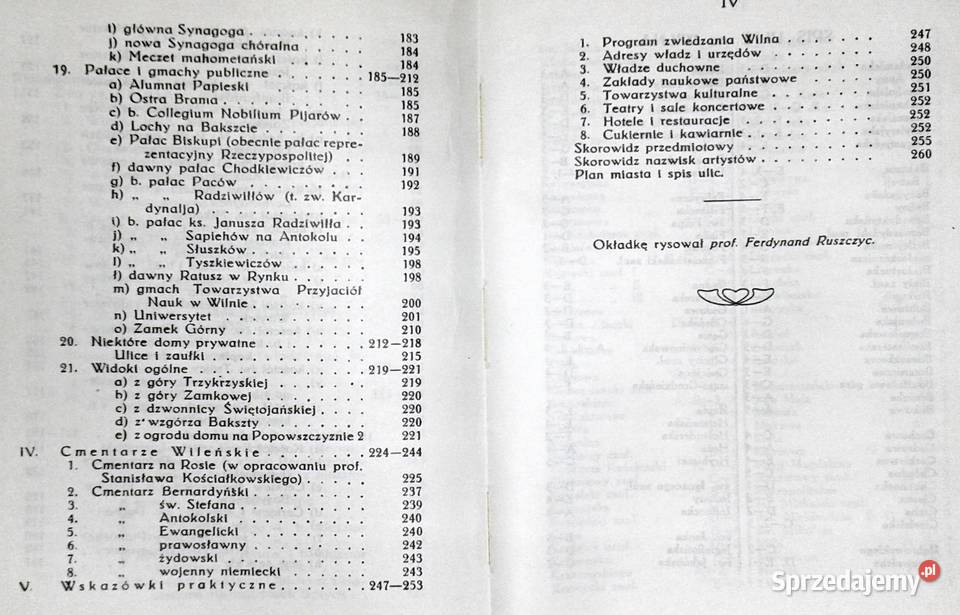 i) główna Synagoga . . . . . . . . 183
j) nowa Synagoga chóralna . . . . 184
k) Meczet mahometański . . . . . 184
19. Pałace i gmachy publiczne . . . . . . 185—212
a) Alumnat Papieski . . . . . . . 185
b) Ostra Brama . . . . . . . . . 185
c) b. Collegium Nobilium Pijarów . . 187
d) Lochy na Bakszcie . . . . . . . 188
e) Pałac Biskupi (obecnie pałac repre-
zentacyjny Rzeczypospolitej) . . 189
f) dawny pałac Chodkiewiczów . . . 191
g) b. pałac Paców . . . . . . . . 192
h) „ „ Radziwiłłów (t. zw. Kar-
dynalja) . . . . . . . . . . 193
i) b. pałac ks. Janusza Radziwiłła . . 193
j) „ „ Sapiehów na Antokolu . . 194
k) „ „ Słuszków . . . . . . . 195
l) „ „ Tyszkiewiczów . . . . . 198
ł) dawny Ratusz w Rynku . . . . . 198
m) gmach Towarzystwa Przyjaciół
Nauk w Wilnie . . . . . . . . 200
n) Uniwersytet . . . . . . . . . 201
o) Zamek Górny . . . . . . . . . 210
20. Niektóre domy prywatne . . . . . . . 212—218
Ulice i zaułki . . . . . . . . . . 215
21. Widoki ogólne . . . . . . . . . . . 219—221
a) z góry Trzykrzyskiej . . . . . . 219
b) z góry Zamkowej . . . . . . . 220
c) z dzwonnicy Świętojańskiej . . . . 220
d) z wzgórza Bakszty . . . . . . . 220
e) z ogrodu domu na Popowszczyźnie 2 221
IV. Cmentarze Wileńskie . . . . . . . 224—244
1. Cmentarz na Rosie (w opracowaniu prof.
Stanisława Kościałkowskiego) . . . . . 225
2. Cmentarz Bernardyński . . . . . . . . 237
3. „ św. Stefana . . . . . . . . 239
4. „ Antokolski . . . . . . . . 240
5. „ Ewangelicki . . . . . . . . 240
6. „ prawosławny . . . . . . . 242
7. „ żydowski . . . . . . . . . 243
8. „ wojenny niemiecki . . . . . 243
V. Wskazówki praktyczne . . . . . . . 247—253
IV
1. Program zwiedzania Wilna . . . . . . . 247
2. Adresy władz i urzędów . . . . . . . . 248
3. Władze duchowne . . . . . . . . . . 250
4. Zakłady naukowe państwowe . . . . . . 250
5. Towarzystwa kulturalne . . . . . . . . 251
6. Teatry i sale koncertowe . . . . . . . . 252
7. Hotele i restauracje . . . . . . . . . . 252
8. Cukiernie i kawiarnie . . . . . . . . . 252
Skorowidz przedmiotowy . . . . . . . . . 255
Skorowidz nazwisk artystów . . . . . . . . 260
Plan miasta i spis ulic.
Okładkę rysował prof. Ferdynand Ruszczyc.
Sprzedajemy.pl